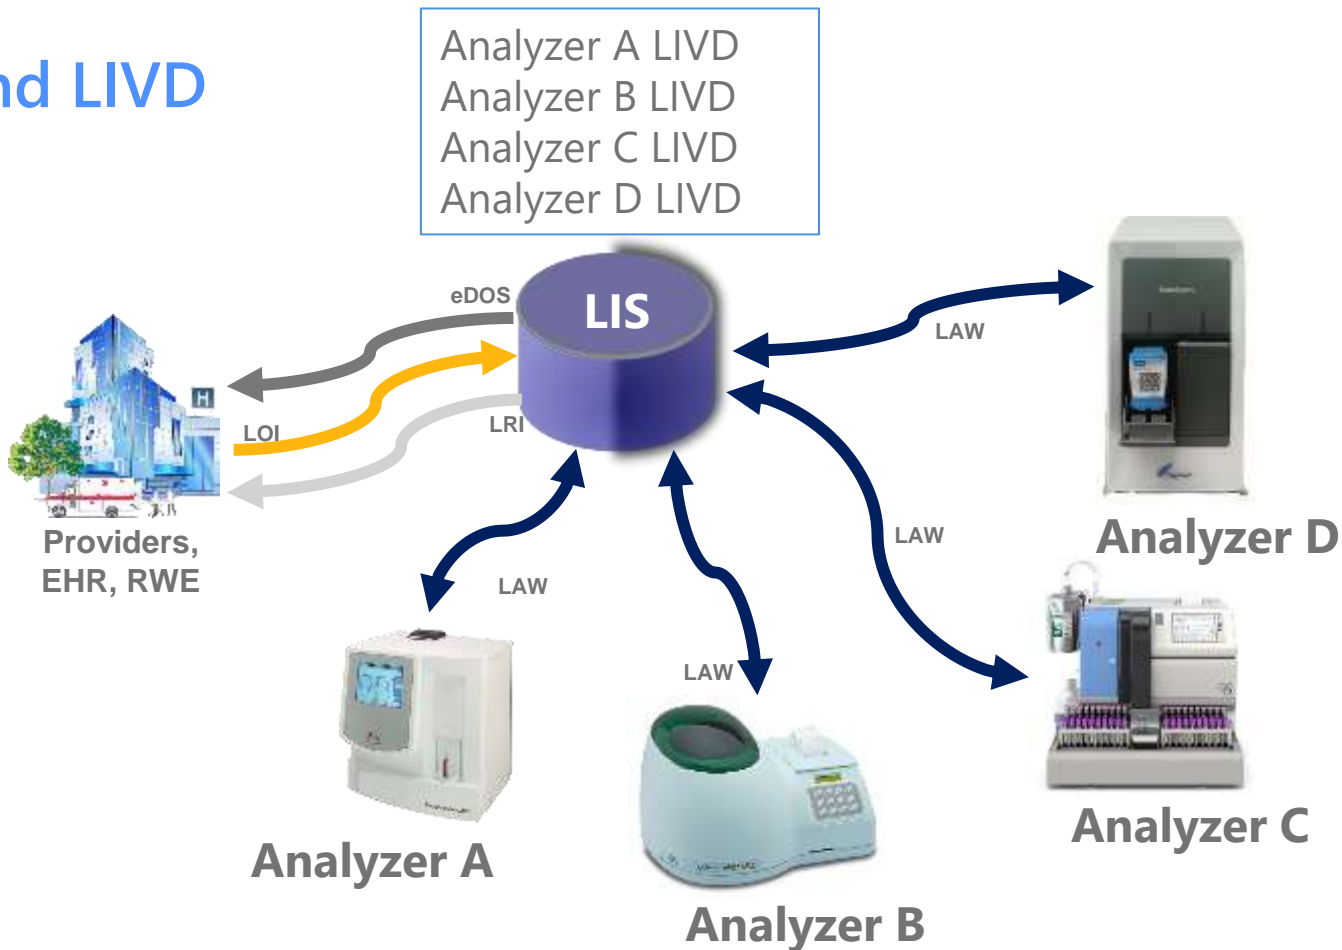 nd LIVD
Analyzer A LIVD
Analyzer B LIVD
Analyzer C LIVD
Analyzer D LIVD
eDOS
LIS
LOI
LRI
H
Providers,
EHR, RWE
LAW
LAW
LAW
LAW
Analyzer D
Analyzer C
Analyzer A
Analyzer B